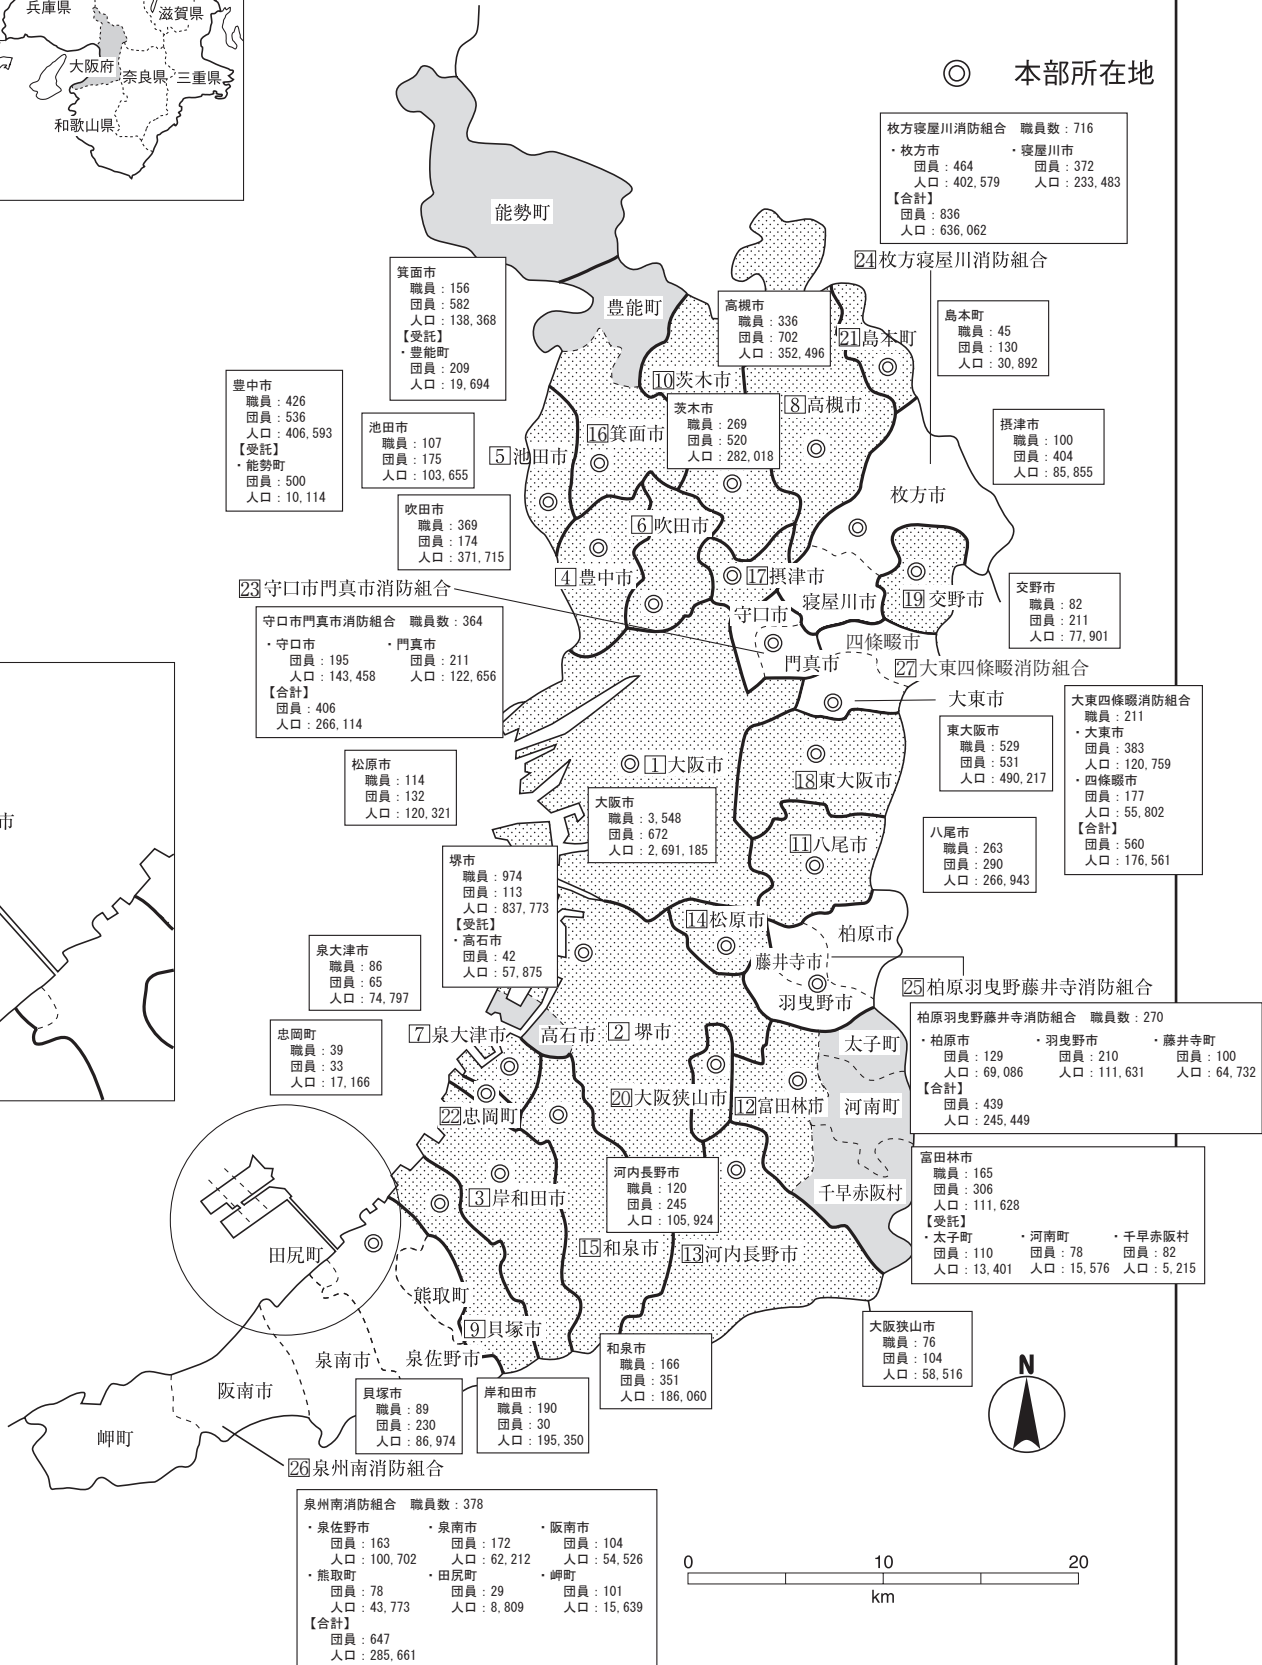 兵庫県
滋賀県
大阪府
奈良県
三重県
和歌山県
◎ 本部所在地
枚方寝屋川消防組合 職員数：716
・枚方市 ・寝屋川市
団員：464 団員：372
人口：402,579 人口：233,483
【合計】
団員：836
人口：636,062
24枚方寝屋川消防組合
能勢町
箕面市
職員：156
団員：582
人口：138,368
【受託】
・豊能町
団員：209
人口：19,694
豊能町
高槻市
職員：336
団員：702
人口：352,496
21島本町
島本町
職員：45
団員：130
人口：30,892
豊中市
職員：426
団員：536
人口：406,593
【受託】
・能勢町
団員：500
人口：10,114
池田市
職員：107
団員：175
人口：103,655
10茨木市
茨木市
職員：269
団員：520
人口：282,018
8高槻市
摂津市
職員：100
団員：404
人口：85,855
16箕面市
5池田市
枚方市
吹田市
職員：369
団員：174
人口：371,715
6吹田市
4豊中市
17摂津市
寝屋川市
19交野市
交野市
職員：82
団員：211
人口：77,901
23守口市門真市消防組合
守口市門真市消防組合 職員数：364
・守口市 ・門真市
団員：195 団員：211
人口：143,458 人口：122,656
【合計】
団員：406
人口：266,114
守口市
四條畷市
門真市
27大東四條畷消防組合
大東市
大東四條畷消防組合
職員：211
・大東市
団員：383
人口：120,759
・四條畷市
団員：177
人口：55,802
【合計】
団員：560
人口：176,561
東大阪市
職員：529
団員：531
人口：490,217
松原市
職員：114
団員：132
人口：120,321
1大阪市
18東大阪市
大阪市
職員：3,548
団員：672
人口：2,691,185
市
11八尾市
八尾市
職員：263
団員：290
人口：266,943
堺市
職員：974
団員：113
人口：837,773
【受託】
・高石市
団員：42
人口：57,875
14松原市
柏原市
藤井寺市
羽曳野市
泉大津市
職員：86
団員：65
人口：74,797
25柏原羽曳野藤井寺消防組合
柏原羽曳野藤井寺消防組合 職員数：270
・柏原市 ・羽曳野市 ・藤井寺町
団員：129 団員：210 団員：100
人口：69,086 人口：111,631 人口：64,732
【合計】
団員：439
人口：245,449
忠岡町
職員：39
団員：33
人口：17,166
7泉大津市
高石市
2堺市
太子町
20大阪狭山市
12富田林市
河南町
22忠岡町
千早赤阪村
富田林市
職員：165
団員：306
人口：111,628
【受託】
・太子町 ・河南町 ・千早赤阪村
団員：110 団員：78 団員：82
人口：13,401 人口：15,576 人口：5,215
河内長野市
職員：120
団員：245
人口：105,924
3岸和田市
15和泉市
13河内長野市
田尻町
熊取町
9貝塚市
大阪狭山市
職員：76
団員：104
人口：58,516
和泉市
職員：166
団員：351
人口：186,060
泉南市
泉佐野市
阪南市
岬町
貝塚市
職員：89
団員：230
人口：86,974
岸和田市
職員：190
団員：30
人口：195,350
N
26泉州南消防組合
泉州南消防組合 職員数：378
・泉佐野市 ・泉南市 ・阪南市
団員：163 団員：172 団員：104
人口：100,702 人口：62,212 人口：54,526
・熊取町 ・田尻町 ・岬町
団員：78 団員：29 団員：101
人口：43,773 人口：8,809 人口：15,639
【合計】
団員：647
人口：285,661
0 10 20
km